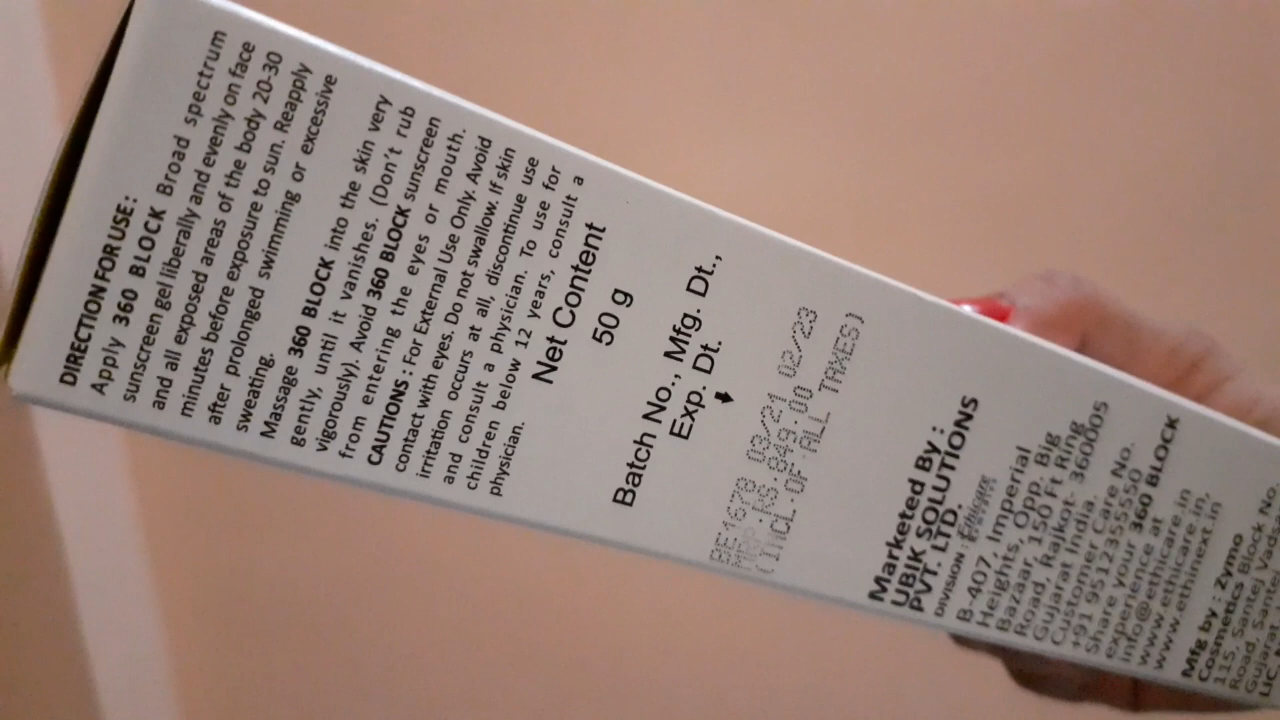 DIRECTION FOR USE :
Apply 360 BLOCK Broad spectrum
sunscreen gel liberally and evenly on face
and all exposed areas of the body 20-30
minutes before exposure to sun. Reapply
after prolonged swimming or excessive
sweating.
Massage 360 BLOCK into the skin very
gently, until it vanishes. (Don't rub
vigorously). Avoid 360 BLOCK sunscreen
from entering the eyes or mouth.
CAUTIONS : For External Use Only. Avoid
contact with eyes. Do not swallow. If skin
irritation occurs at all, discontinue use
and consult a physician. To use for
children below 12 years, consult a
physician.
Net Content
50 g
Batch No., Mfg. Dt.,
Exp. Dt.
BE1678 03/21 02/23
MRP.RS.849.00
(INCL.OF ALL TAXES)
Marketed By :
UBIK SOLUTIONS
PVT. LTD.
DIVISION : Ethicare
B-407, Imperial
Heights, Opp. Big
Bazaar, 150 Ft Ring
Road, Rajkot- 360005
Gujarat India.
Customer Care No.
+91 9512355550
Share your 360 BLOCK
experience at
info@ethicare.in
www.ethicare.in,
www.ethinext.in
Mfg by : Zymo
Cosmetics Block No.
115, Santej Vads
Road, Sante
Gujarat
LIC. N